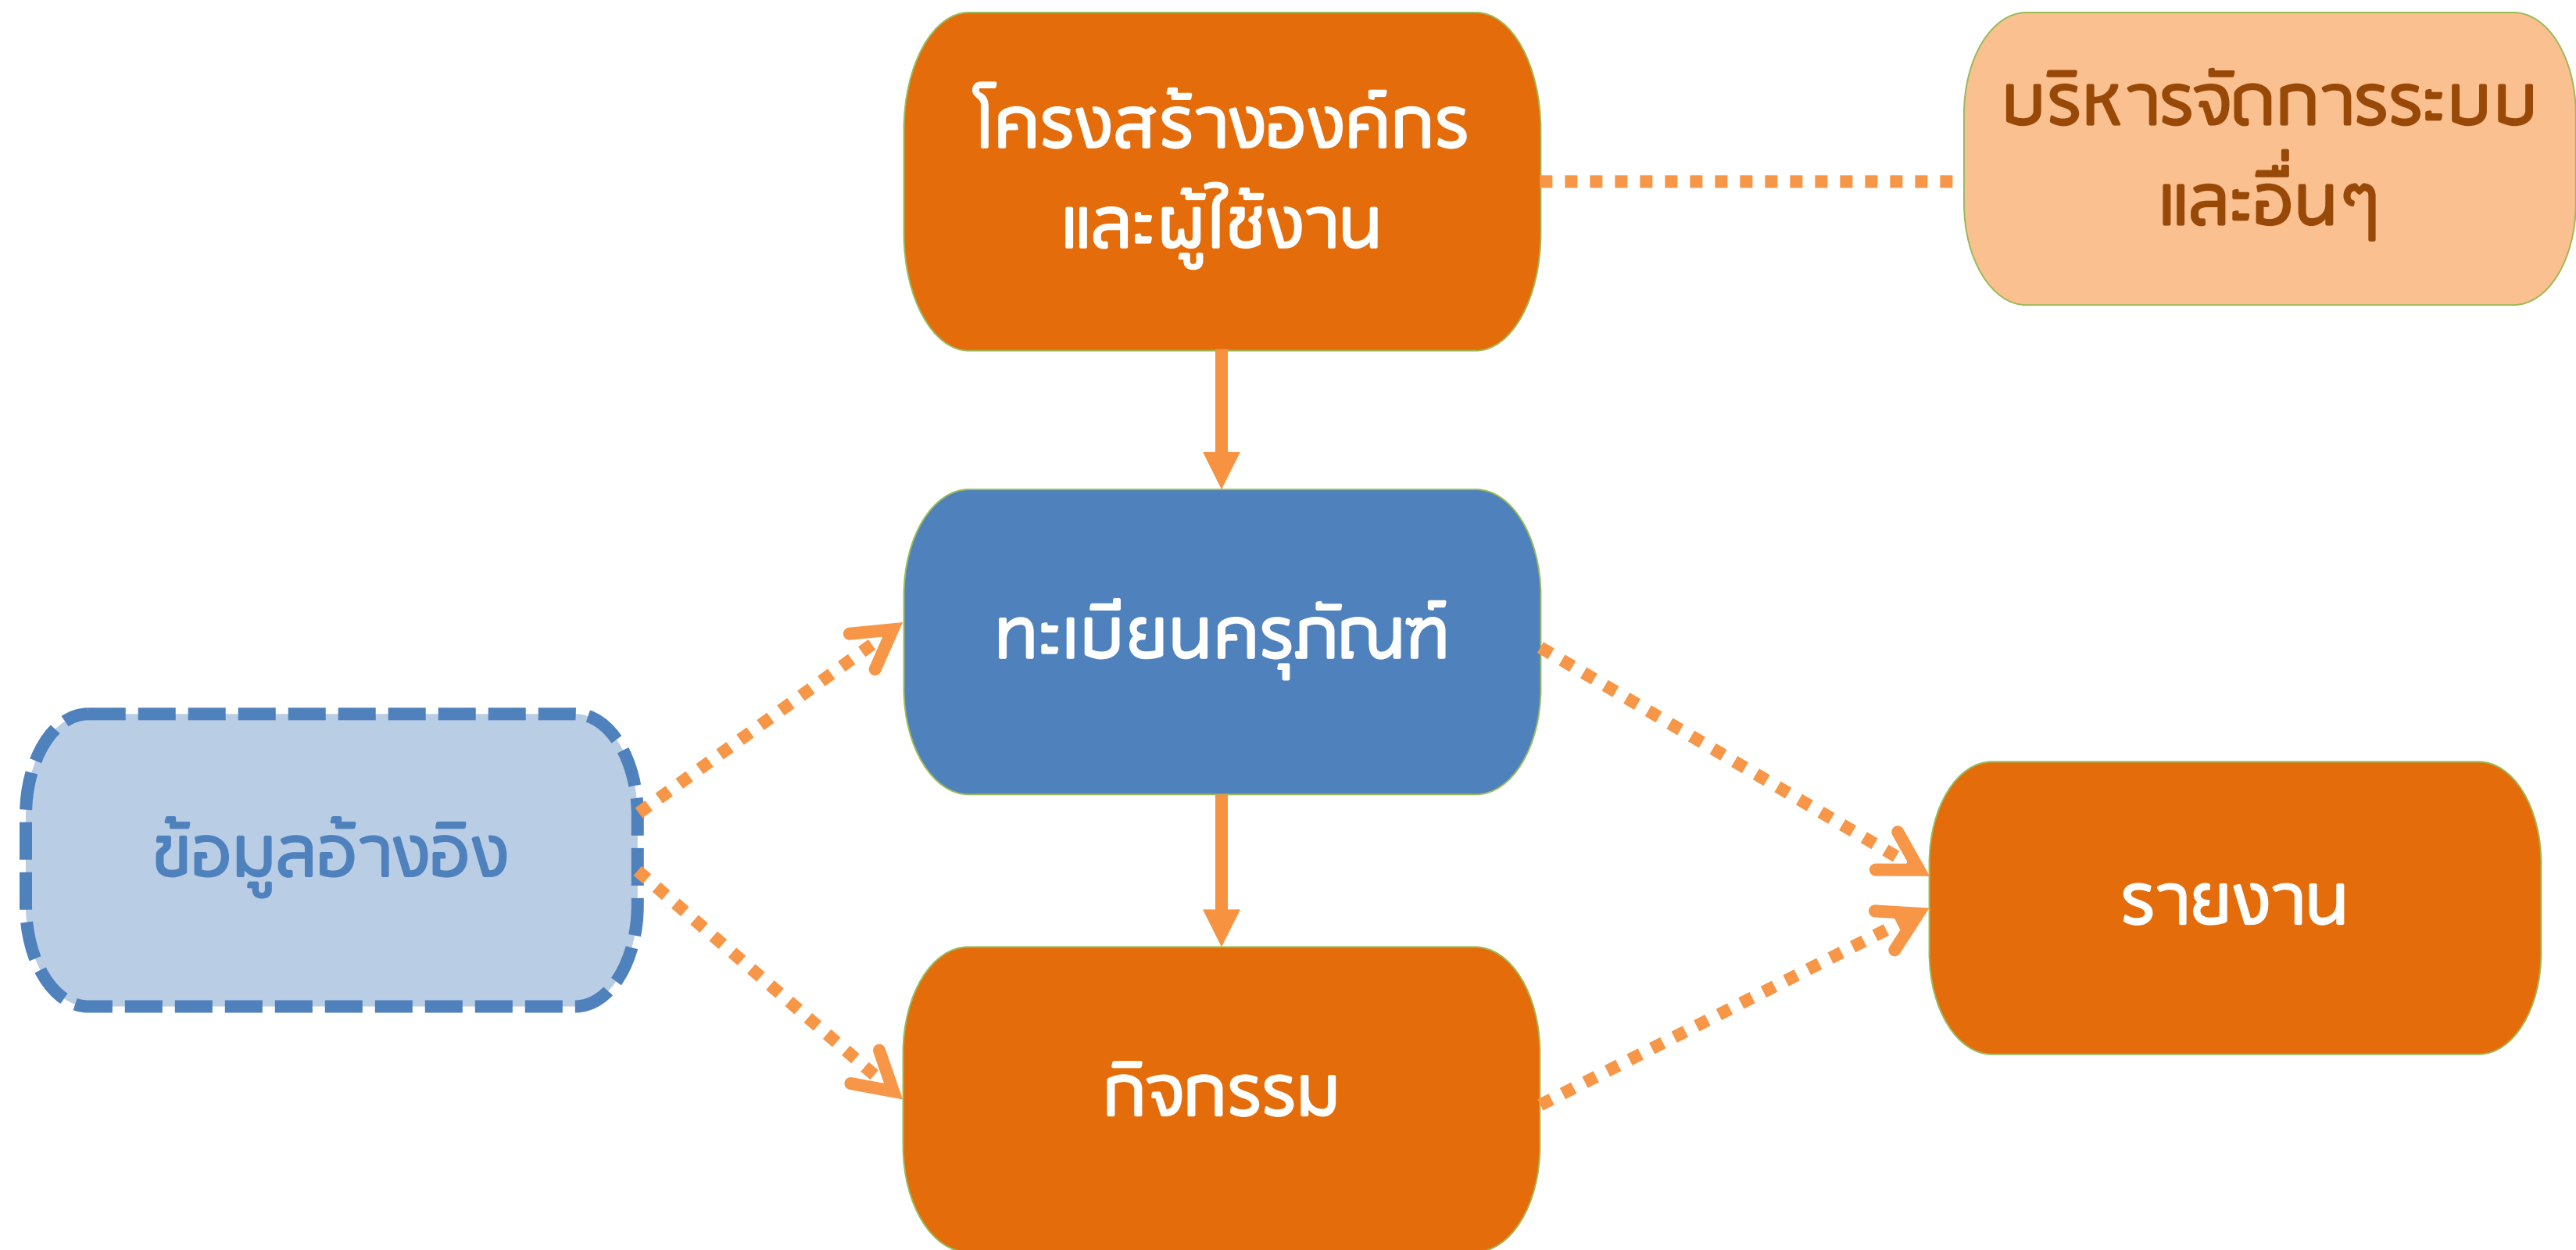 โครงสร้างองค์กร
และผู้ใช้งาน
บริหารจัดการระบบ
และอื่นๆ
ทะเบียนครุภัณฑ์
ข้อมูลอ้างอิง
รายงาน
กิจกรรม